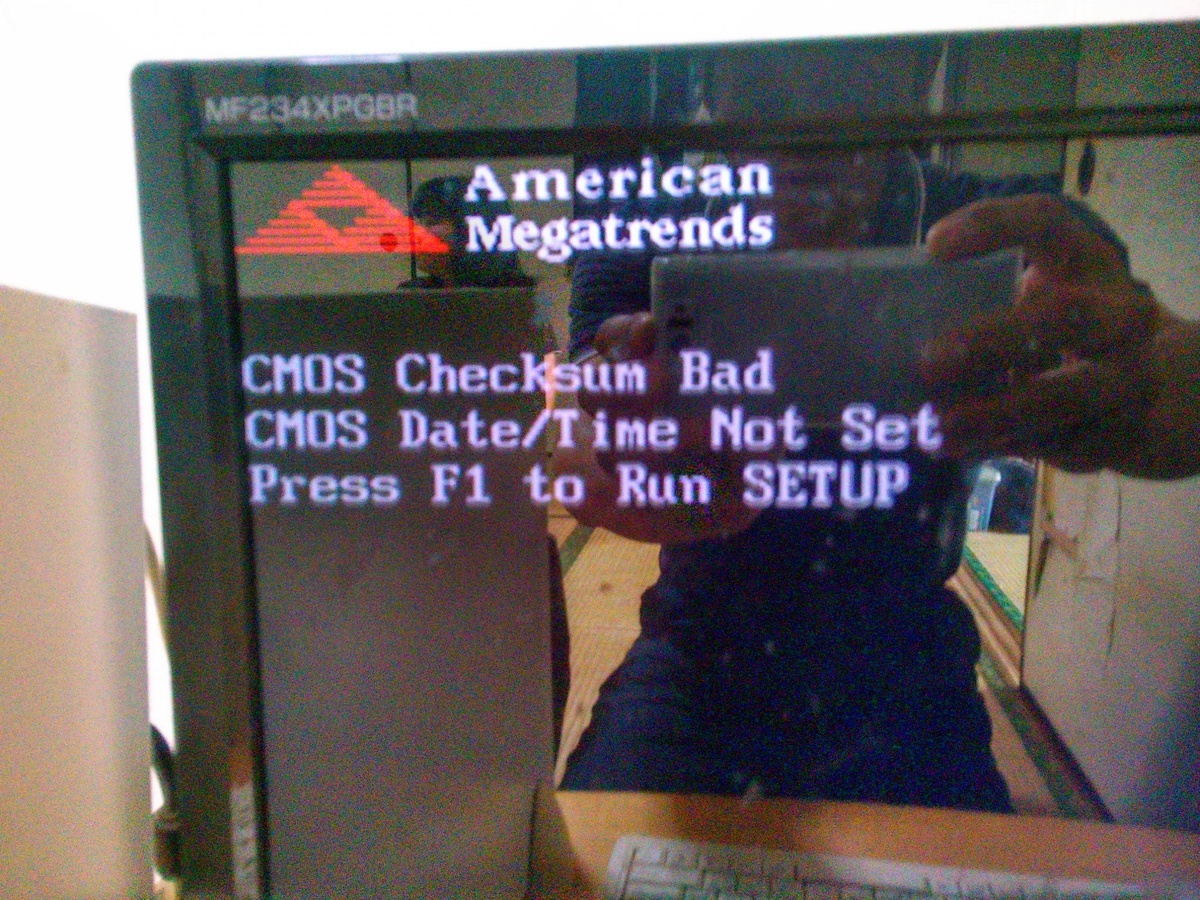 MF234XPGBR
American
Megatrends
CMOS Checksum Bad
CMOS Date/Time Not Set
Press F1 to Run SETUP